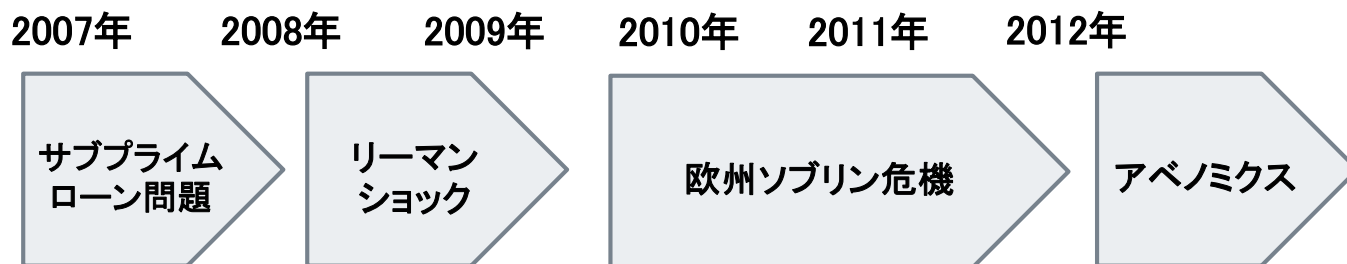 2007年 2008年 2009年 2010年 2011年 2012年
サブプライム
ローン問題
リーマン
ショック
欧州ソブリン危機
アベノミクス